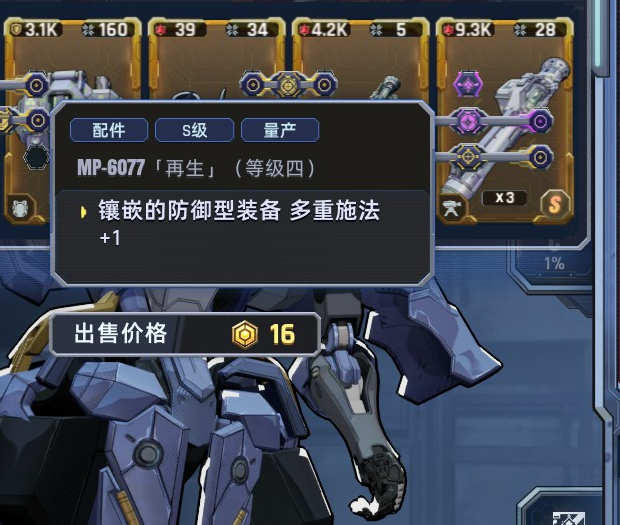 3.1K 160 39 34 4.2K 5 9.3K 28
配件 S级 量产
MP-6077「再生」（等级四）
镶嵌的防御型装备 多重施法
+1
x3 S
1%
出售价格 16